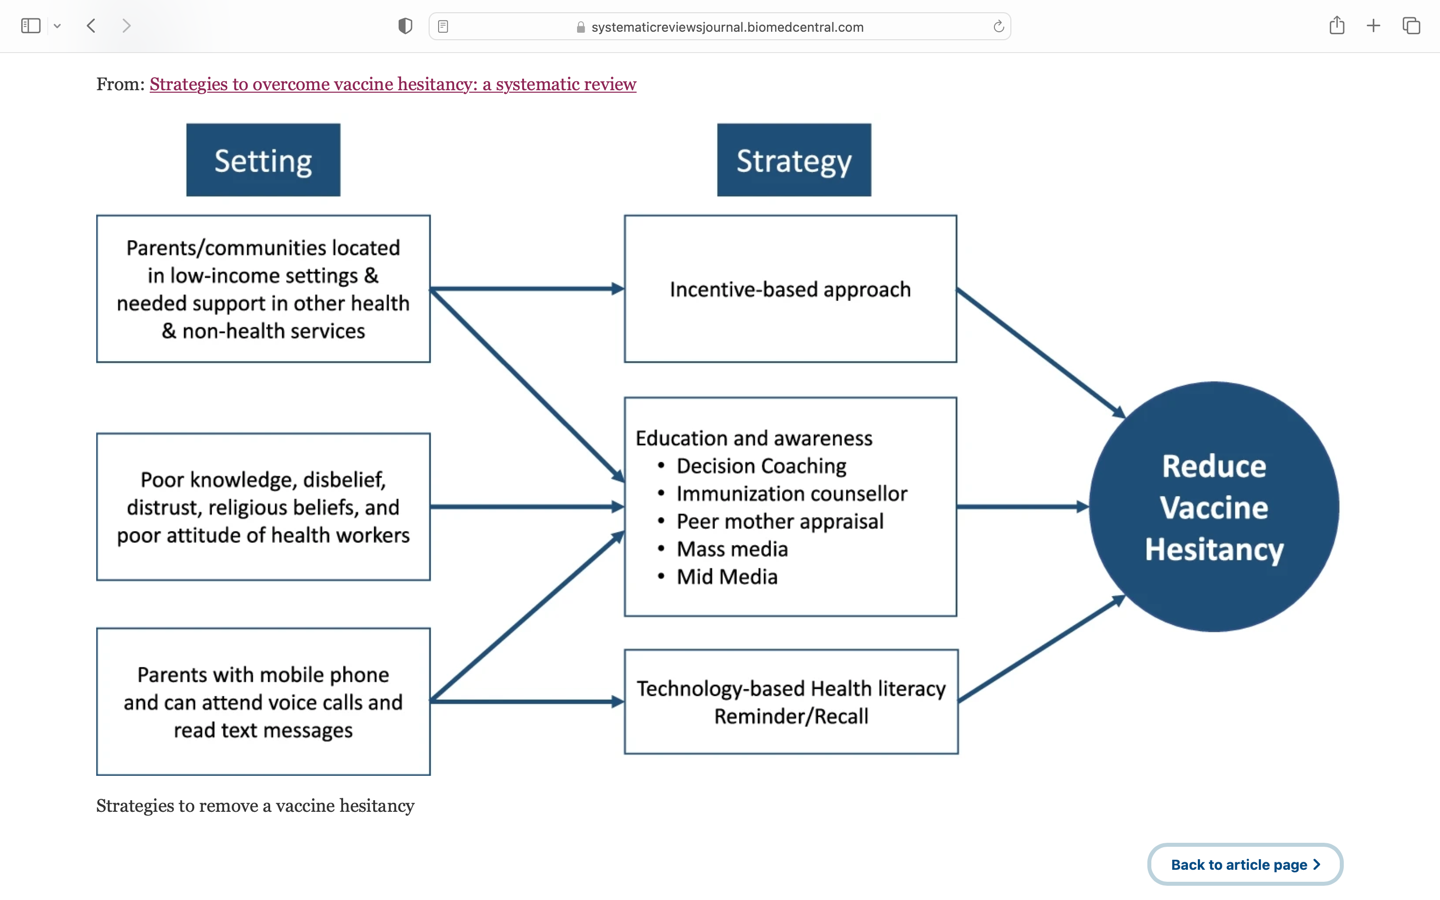 systematicreviewsjournal.biomedcentral.com
From: Strategies to overcome vaccine hesitancy: a systematic review
Setting
Strategy
Parents/communities located
in low-income settings &
needed support in other health
& non-health services
Incentive-based approach
Poor knowledge, disbelief,
distrust, religious beliefs, and
poor attitude of health workers
Education and awareness
• Decision Coaching
• Immunization counsellor
• Peer mother appraisal
• Mass media
• Mid Media
Reduce
Vaccine
Hesitancy
Parents with mobile phone
and can attend voice calls and
read text messages
Technology-based Health literacy
Reminder/Recall
Strategies to remove a vaccine hesitancy
Back to article page